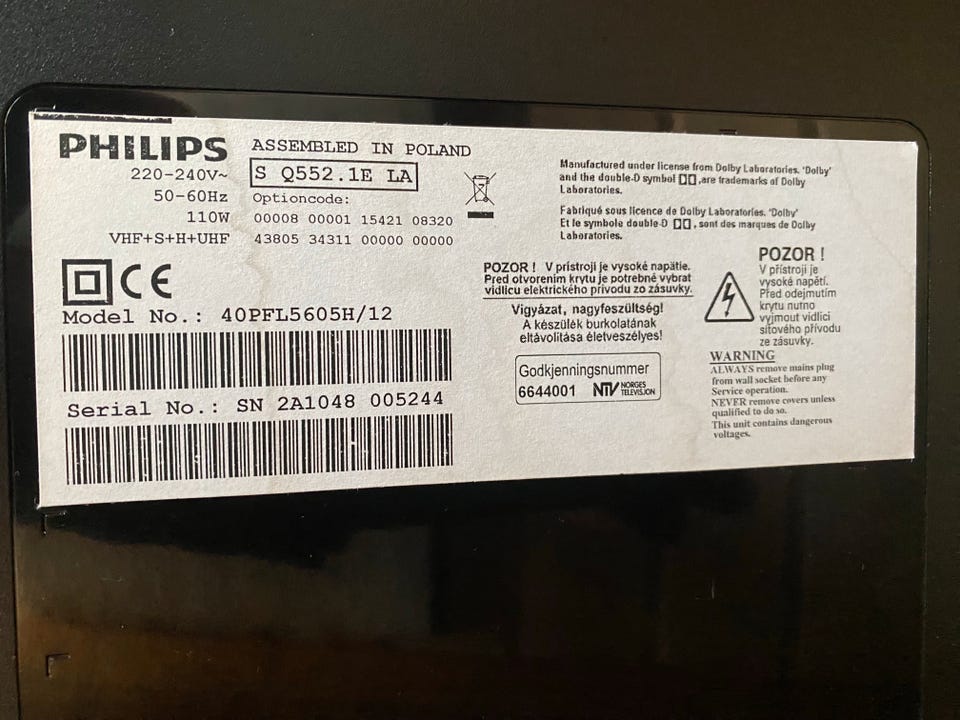 PHILIPS
ASSEMBLED IN POLAND
220-240V~
S Q552.1E LA
50-60Hz
Optioncode:
110W
00008 00001 15421 08320
VHF+S+H+UHF
43805 34311 00000 00000
CE
Model No.: 40PFL5605H/12
Serial No.: SN 2A1048 005244
Manufactured under license from Dolby Laboratories. 'Dolby'
and the double-D symbol ,are trademarks of Dolby
Laboratories.
Fabriqué sous licence de Dolby Laboratories. "Dolby"
Et le symbole double-D , sont des marques de Dolby
Laboratories.
POZOR ! V prístroji je vysoké napätie.
Pred otvorením krytu je potrebné vybrat
vidlicu elektrického prívodu zo zásuvky.
Vigyázat, nagyfeszültség!
A készülék burkolatának
eltávolítása életveszélyes!
Godkjenningsnummer
6644001 NTV NORGES
TELEVISJON
POZOR !
V přístroji je
vysoké napětí.
Před odejmutím
krytu nutno
vyjmout vidlici
síťového přívodu
ze zásuvky.
WARNING
ALWAYS remove mains plug
from wall socket before any
Service operation.
NEVER remove covers unless
qualified to do so.
This unit contains dangerous
voltages.